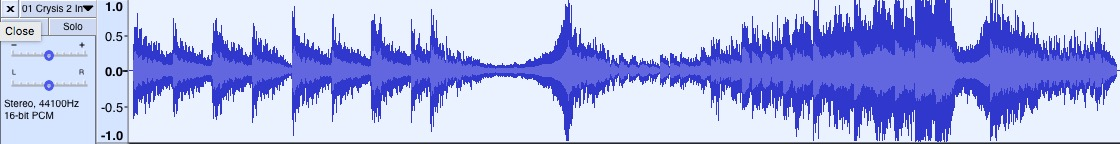 × 01 Crysis 2 In▼
Close Solo
- +
L R
Stereo, 44100Hz
16-bit PCM
1.0
0.5
0.0
-0.5
-1.0